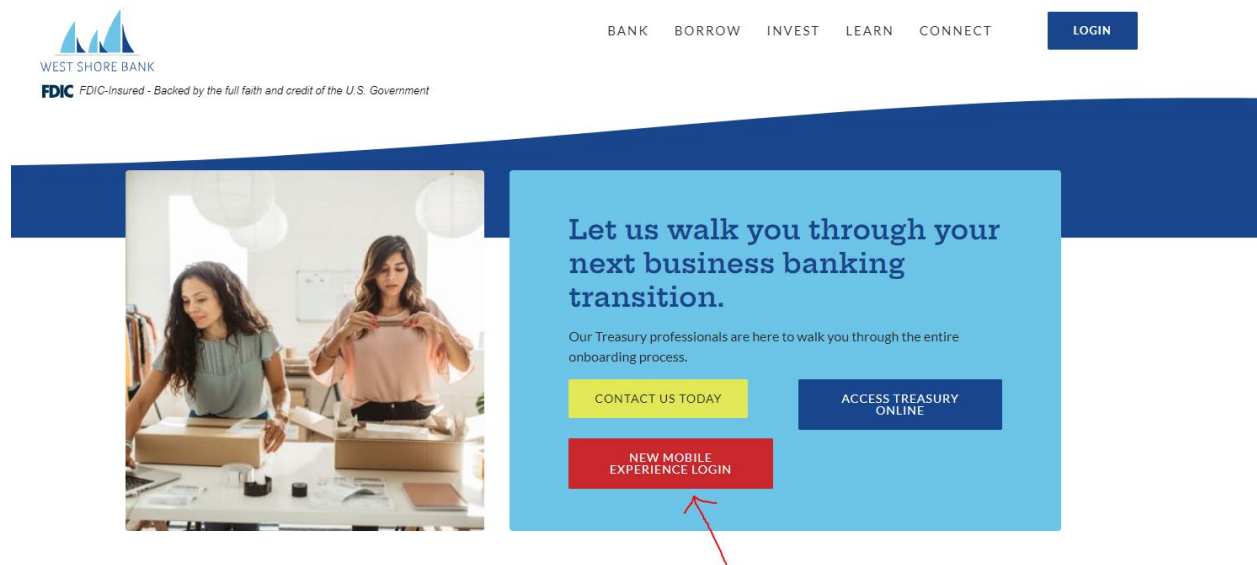 BANK BORROW INVEST LEARN CONNECT LOGIN
WEST SHORE BANK
FDIC FDIC-Insured - Backed by the full faith and credit of the U.S. Government
Let us walk you through your
next business banking
transition.
Our Treasury professionals are here to walk you through the entire
onboarding process.
CONTACT US TODAY
ACCESS TREASURY
ONLINE
NEW MOBILE
EXPERIENCE LOGIN